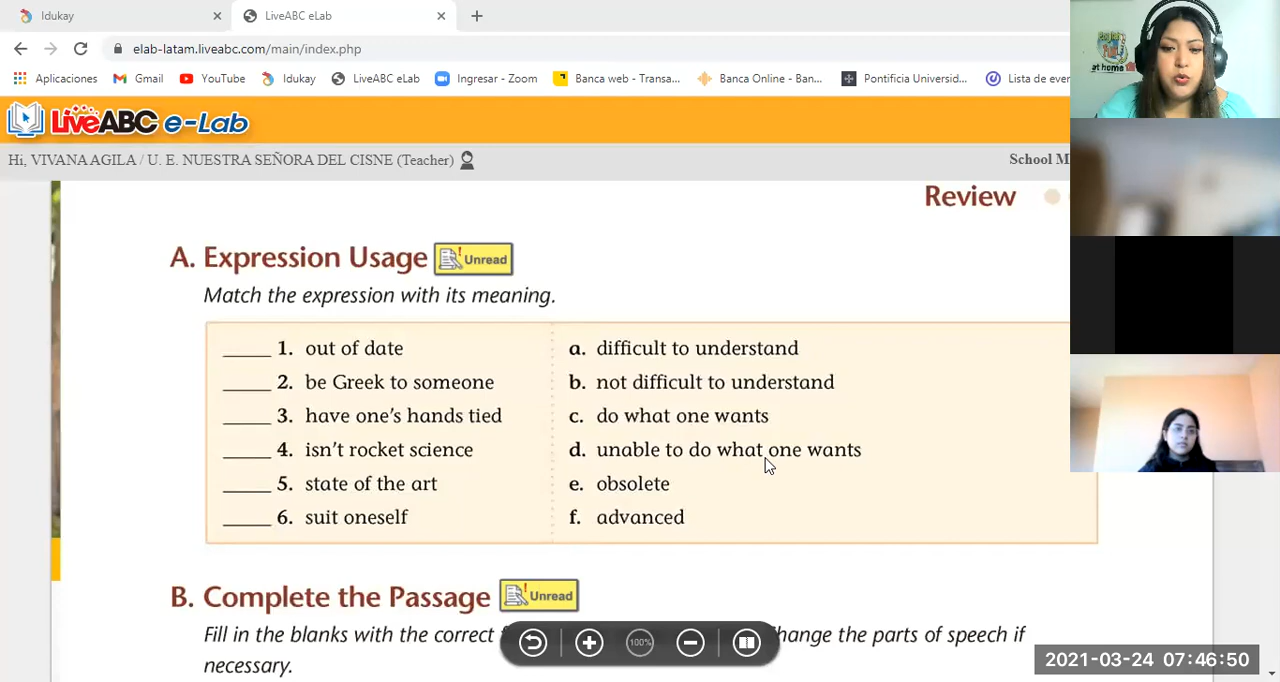 Idukay
LiveABC eLab
elab-latam.liveabc.com/main/index.php
Aplicaciones Gmail YouTube Idukay LiveABC eLab Ingresar - Zoom Banca web - Transa... Banca Online - Ban... Pontificia Universid... Lista de ever
at home
LiveABC e-Lab
Hi, VIVANA AGILA / U. E. NUESTRA SEÑORA DEL CISNE (Teacher) School M
Review
A. Expression Usage Unread
Match the expression with its meaning.
_____ 1. out of date a. difficult to understand
_____ 2. be Greek to someone b. not difficult to understand
_____ 3. have one's hands tied c. do what one wants
_____ 4. isn't rocket science d. unable to do what one wants
_____ 5. state of the art e. obsolete
_____ 6. suit oneself f. advanced
B. Complete the Passage Unread
Fill in the blanks with the correct hange the parts of speech if
necessary.
100%
2021-03-24 07:46:50